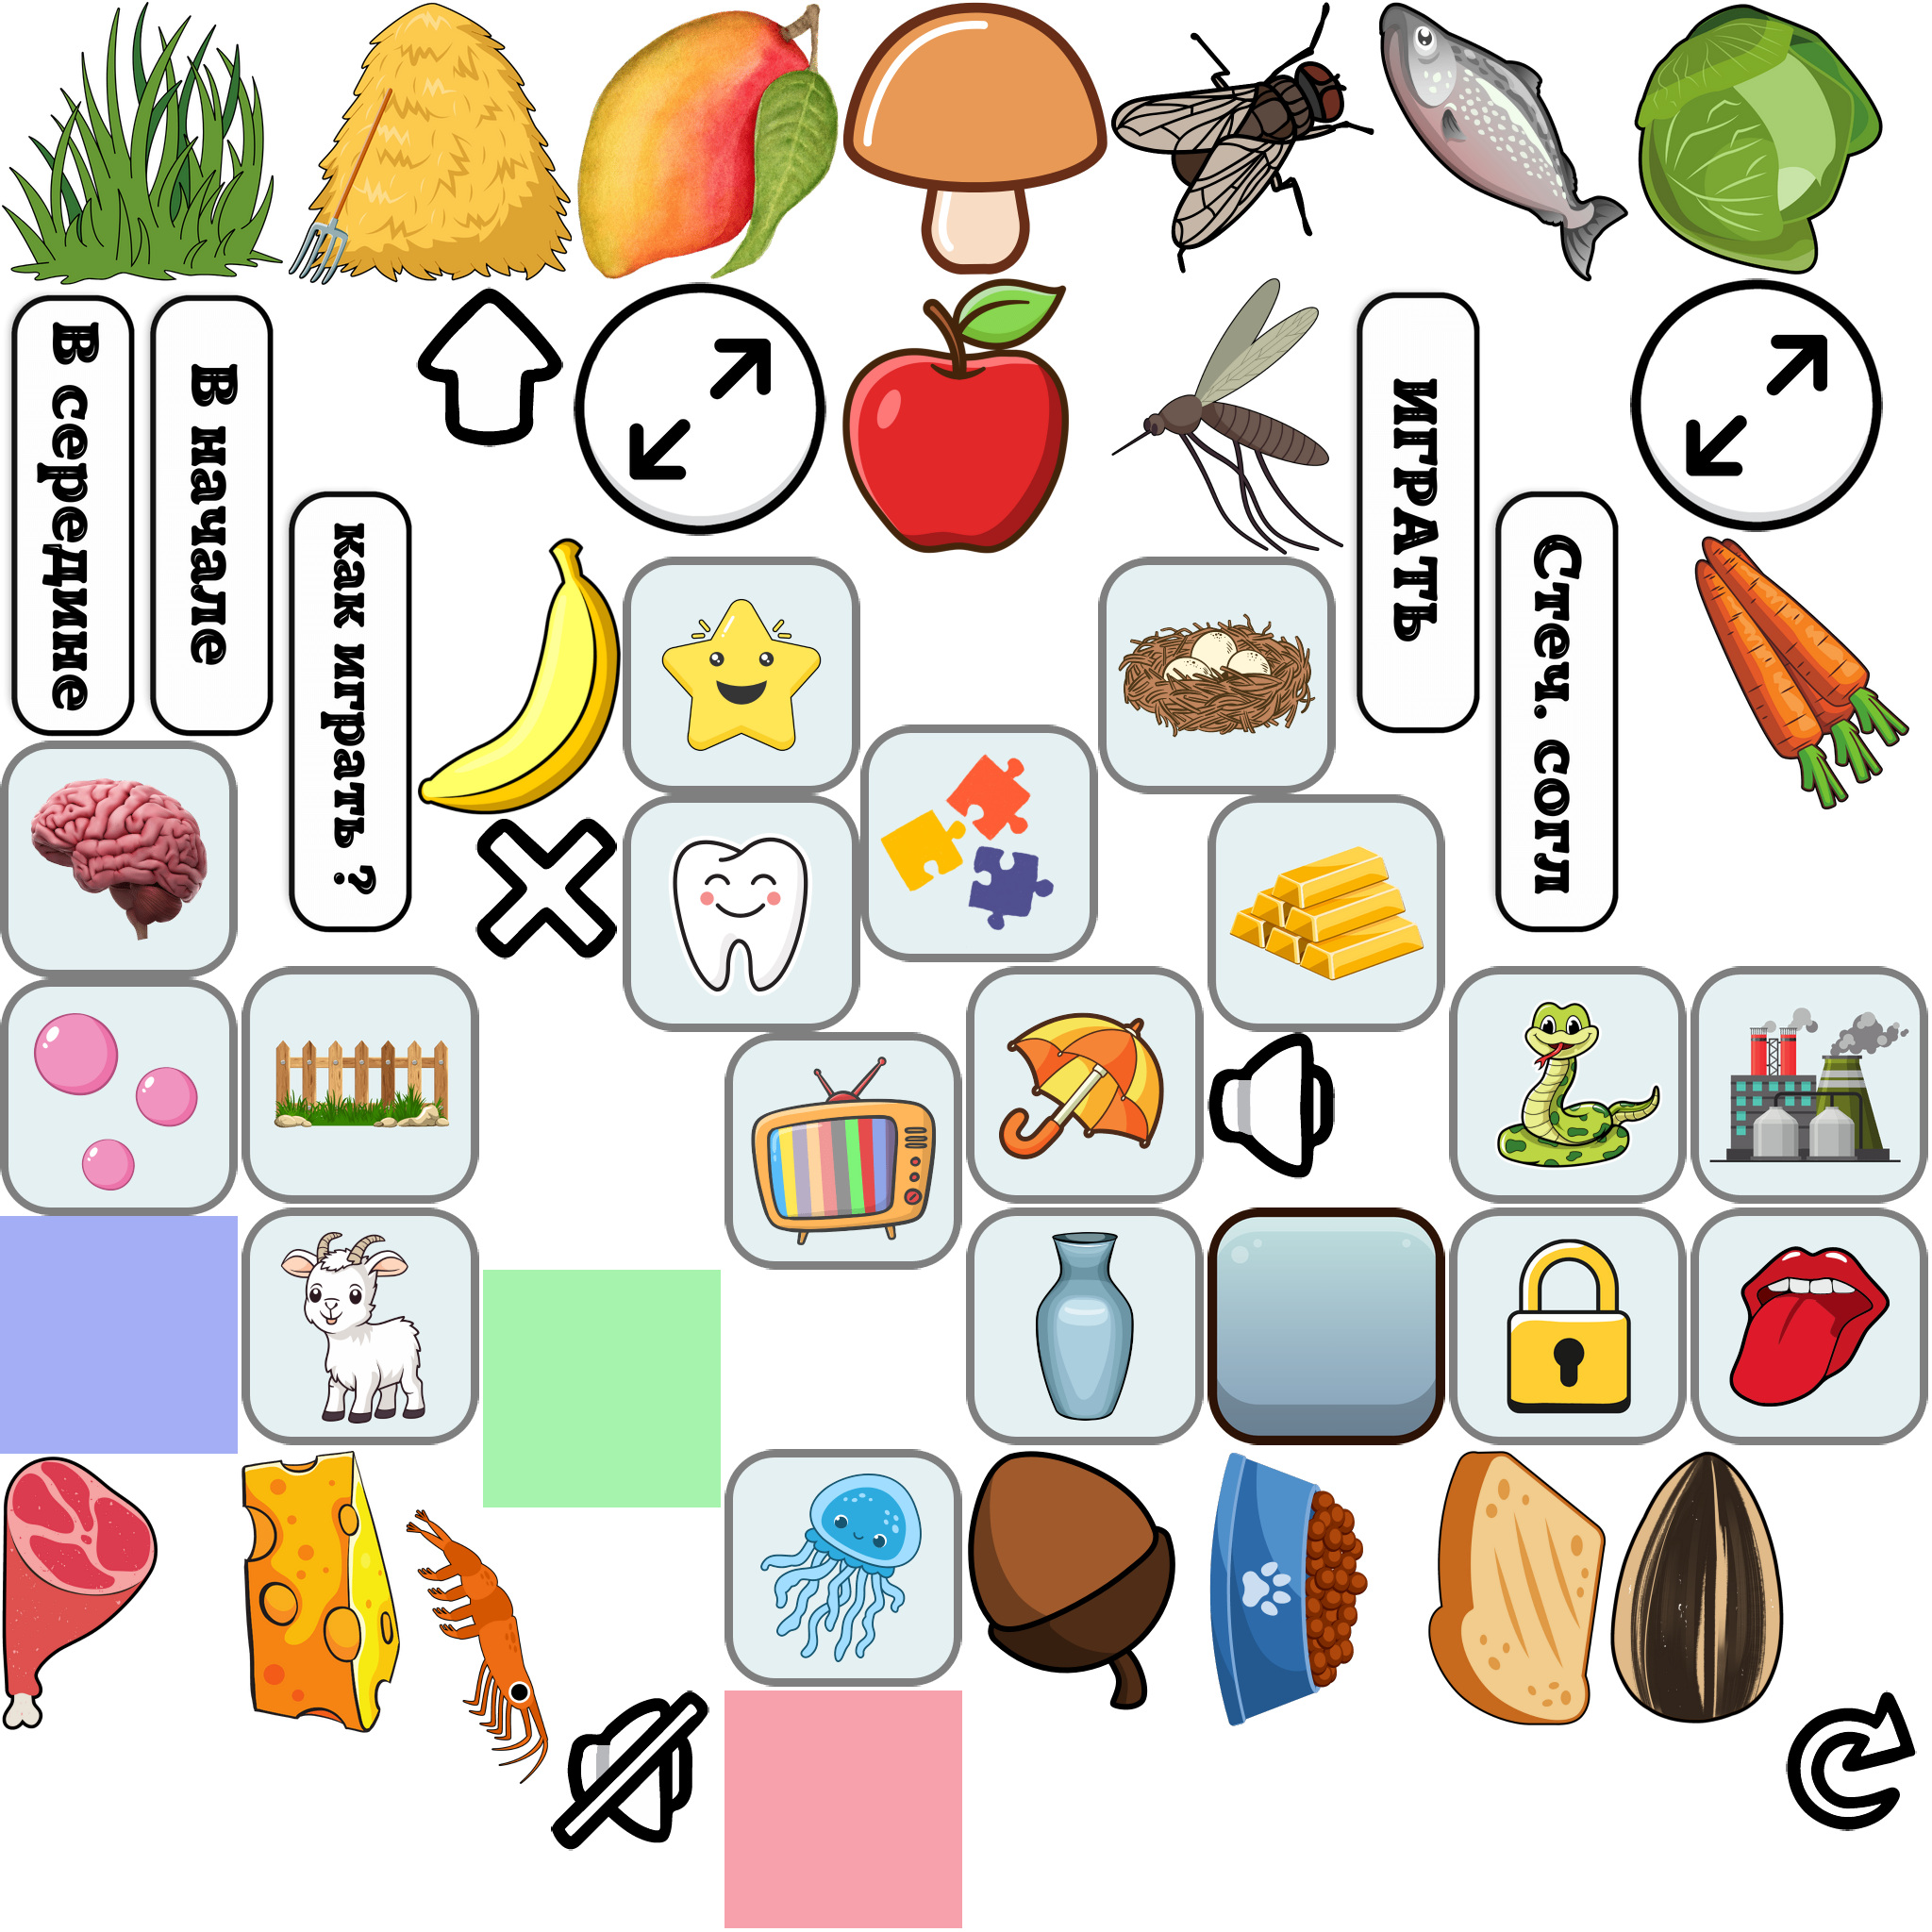 В середине
В начале
как играть ?
ИГРАТЬ
Стеч. согл